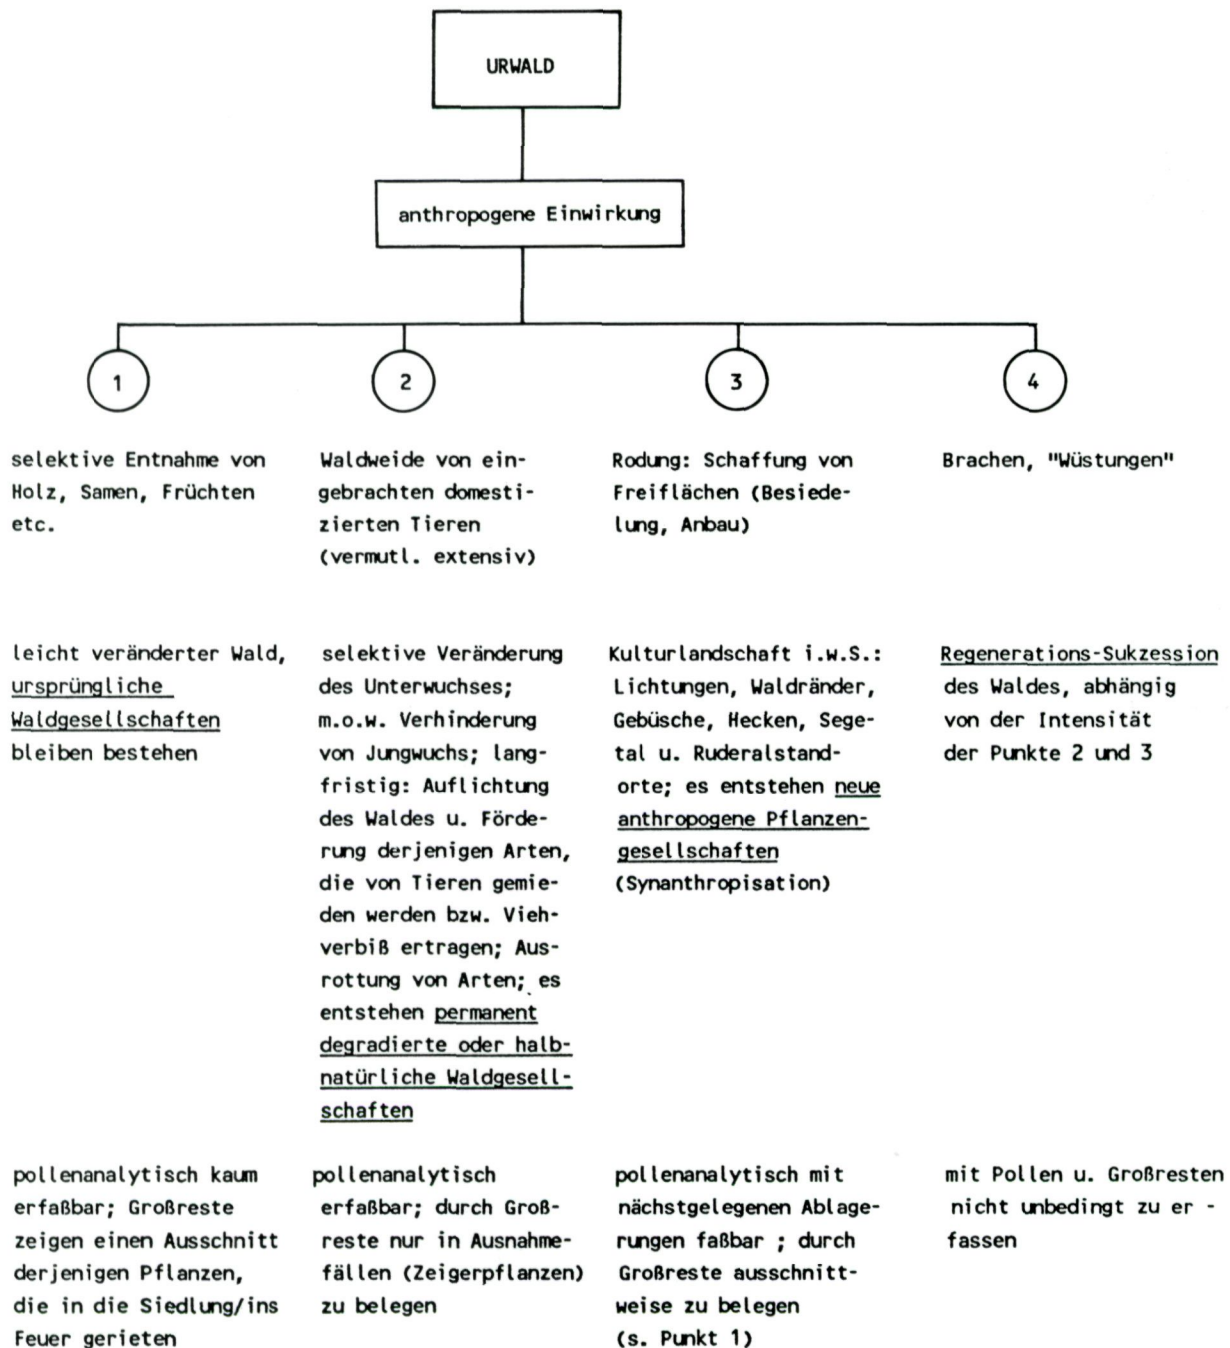 URWALD
anthropogene Einwirkung
1
2
3
4
selektive Entnahme von
Holz, Samen, Früchten
etc.
Waldweide von ein-
gebrachten domesti-
zierten Tieren
(vermutl. extensiv)
Rodung: Schaffung von
Freiflächen (Besiede-
lung, Anbau)
Brachen, "Wüstungen"
leicht veränderter Wald,
ursprüngliche
Waldgesellschaften
bleiben bestehen
selektive Veränderung
des Unterwuchses;
m.o.w. Verhinderung
von Jungwuchs; lang-
fristig: Auflichtung
des Waldes u. Förde-
rung derjenigen Arten,
die von Tieren gemie-
den werden bzw. Vieh-
verbiß ertragen; Aus-
rottung von Arten; es
entstehen permanent
degradierte oder halb-
natürliche Waldgesell-
schaften
Kulturlandschaft i.w.S.:
Lichtungen, Waldränder,
Gebüsche, Hecken, Sege-
tal u. Ruderalstand-
orte; es entstehen neue
anthropogene Pflanzen-
gesellschaften
(Synanthropisation)
Regenerations-Sukzession
des Waldes, abhängig
von der Intensität
der Punkte 2 und 3
pollenanalytisch kaum
erfaßbar; Großreste
zeigen einen Ausschnitt
derjenigen Pflanzen,
die in die Siedlung/ins
Feuer gerieten
pollenanalytisch
erfaßbar; durch Groß-
reste nur in Ausnahme-
fällen (Zeigerpflanzen)
zu belegen
pollenanalytisch mit
nächstgelegenen Ablage-
rungen faßbar ; durch
Großreste ausschnitt-
weise zu belegen
(s. Punkt 1)
mit Pollen u. Großresten
nicht unbedingt zu er -
fassen